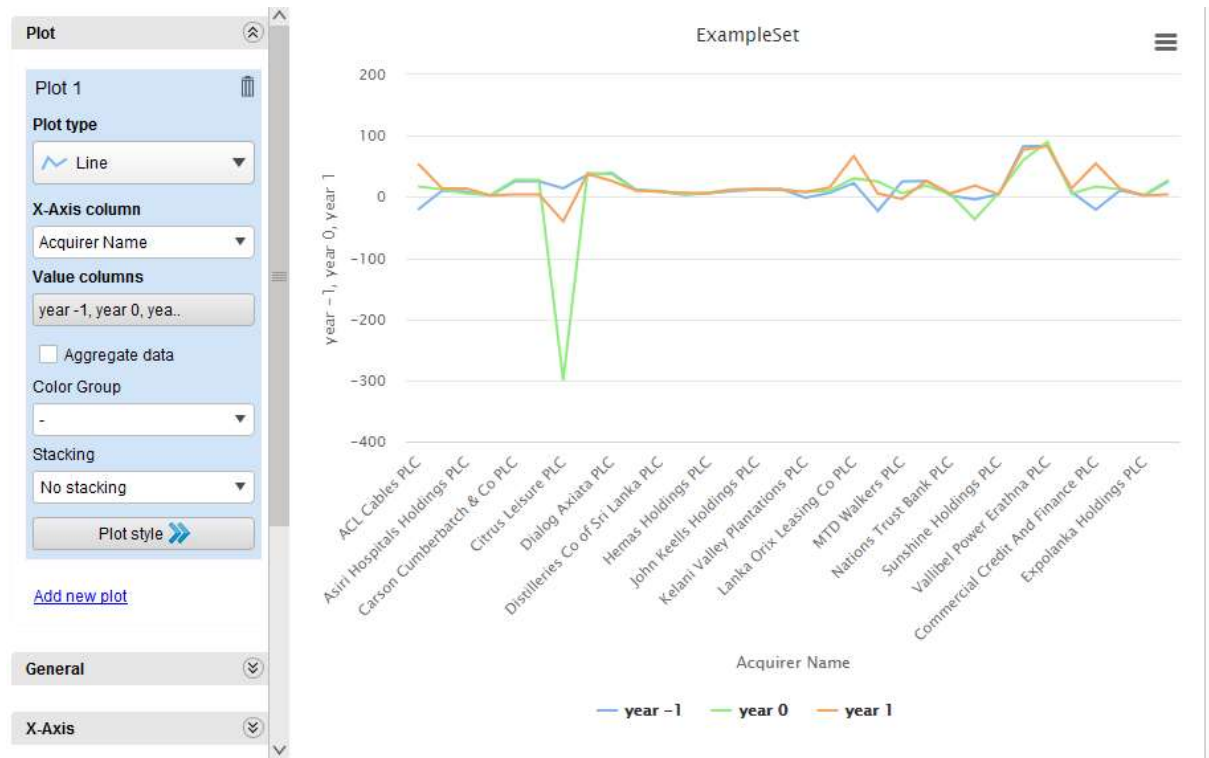 Plot
Plot 1
Plot type
Line
X-Axis column
Acquirer Name
Value columns
year -1, year 0, yea..
Aggregate data
Color Group
-
Stacking
No stacking
Plot style
Add new plot
General
X-Axis
ExampleSet
year -1, year 0, year 1
200
100
0
-100
-200
-300
-400
ACL Cables PLC
Asiri Hospitals Holdings PLC
Carson Cumberbatch & Co PLC
Citrus Leisure PLC
Dialog Axiata PLC
Distilleries Co of Sri Lanka PLC
Hemas Holdings PLC
John Keells Holdings PLC
Kelani Valley Plantations PLC
Lanka Orix Leasing Co PLC
MTD Walkers PLC
Nations Trust Bank PLC
Sunshine Holdings PLC
Vallibel Power Erathna PLC
Commercial Credit And Finance PLC
Expolanka Holdings PLC
Acquirer Name
year -1
year 0
year 1